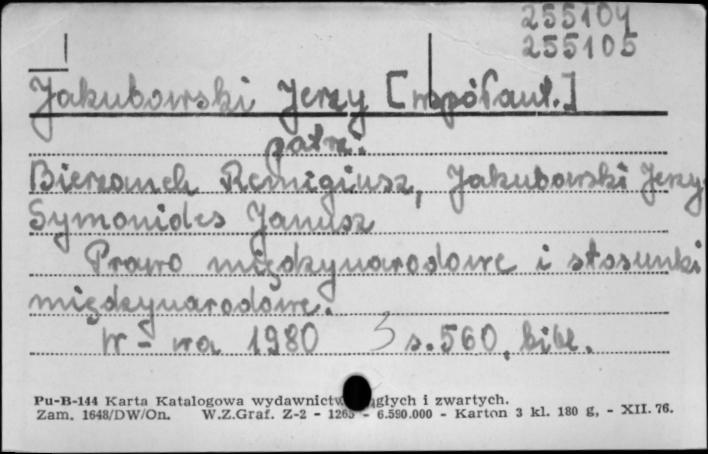 255104
255105
Jakubowski Jerzy [współaut.]
patrz:
Bierzanek Remigiusz, Jakubowski Jerzy
Symonides Janusz
Prawo międzynarodowe i stosunki
międzynarodowe.
W-wa 1980 s. 560, bibl.
Pu-B-144 Karta Katalogowa wydawnictw głych i zwartych.
Zam. 1648/DW/On. W.Z.Graf. Z-2 - 1265 - 6.590.000 - Karton 3 kl. 180 g, - XII. 76.